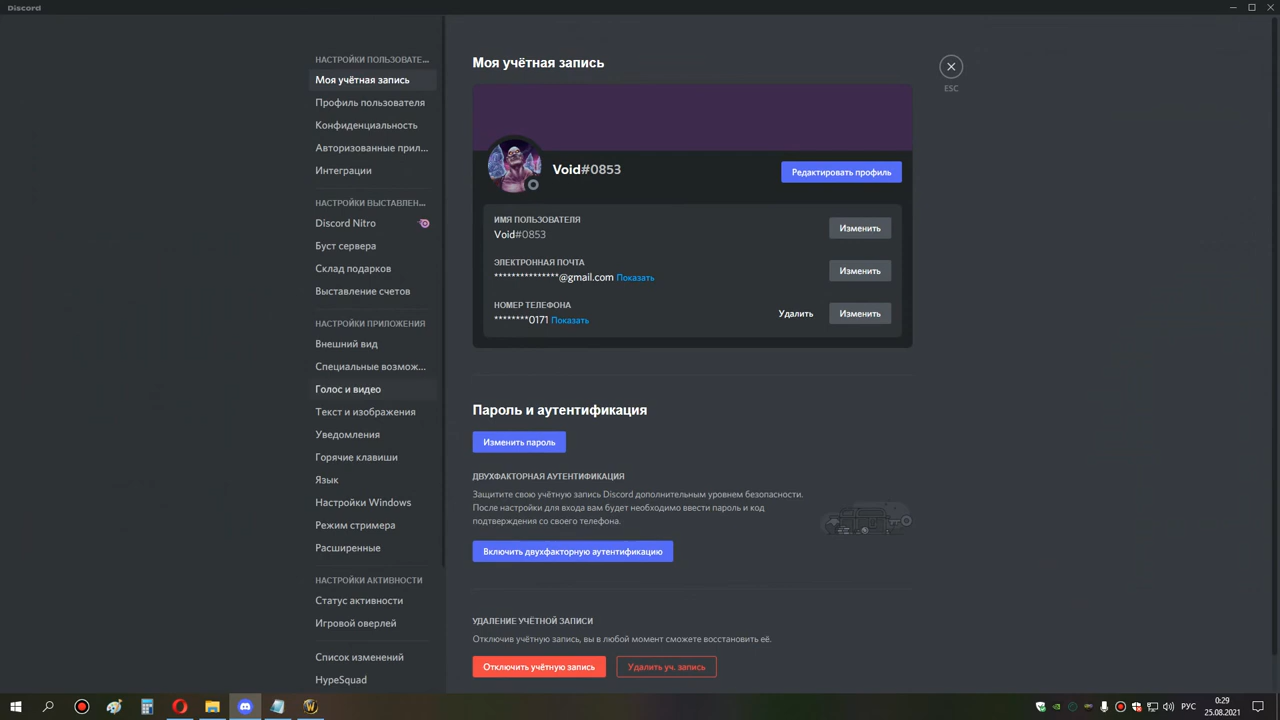 Discord
НАСТРОЙКИ ПОЛЬЗОВАТЕ...
Моя учётная запись
Профиль пользователя
Конфиденциальность
Авторизованные прил...
Интеграции
НАСТРОЙКИ ВЫСТАВЛЕН...
Discord Nitro
Буст сервера
Склад подарков
Выставление счетов
НАСТРОЙКИ ПРИЛОЖЕНИЯ
Внешний вид
Специальные возмож...
Голос и видео
Текст и изображения
Уведомления
Горячие клавиши
Язык
Настройки Windows
Режим стримера
Расширенные
НАСТРОЙКИ АКТИВНОСТИ
Статус активности
Игровой оверлей
Список изменений
HypeSquad
Моя учётная запись
ESC
Void#0853
Редактировать профиль
ИМЯ ПОЛЬЗОВАТЕЛЯ
Void#0853
Изменить
ЭЛЕКТРОННАЯ ПОЧТА
***************@gmail.com Показать
Изменить
НОМЕР ТЕЛЕФОНА
********0171 Показать
Удалить
Изменить
Пароль и аутентификация
Изменить пароль
ДВУХФАКТОРНАЯ АУТЕНТИФИКАЦИЯ
Защитите свою учётную запись Discord дополнительным уровнем безопасности.
После настройки для входа вам будет необходимо ввести пароль и код
подтверждения со своего телефона.
Включить двухфакторную аутентификацию
УДАЛЕНИЕ УЧЁТНОЙ ЗАПИСИ
Отключив учётную запись, вы в любой момент сможете восстановить её.
Отключить учётную запись
Удалить уч. запись
РУС
0:29
25.08.2021